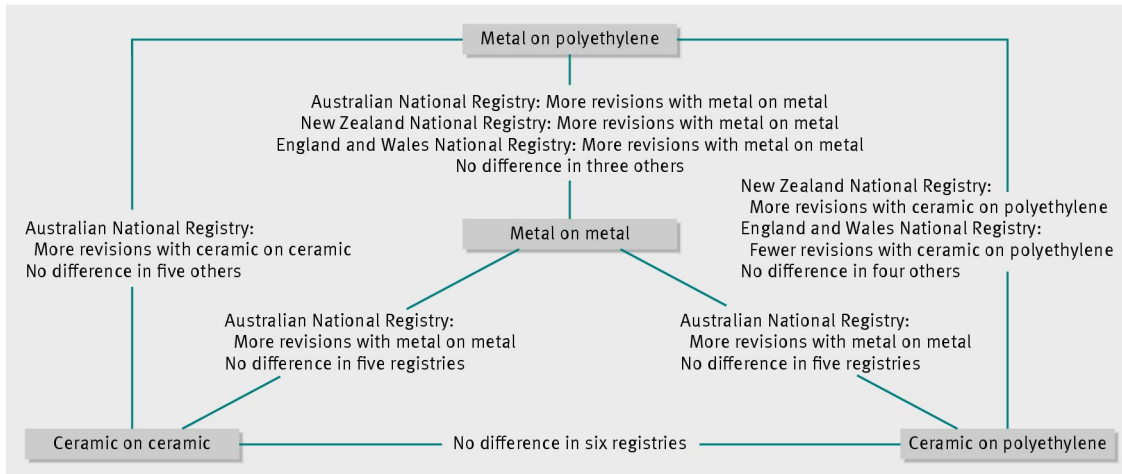 Metal on polyethylene
Australian National Registry: More revisions with metal on metal
New Zealand National Registry: More revisions with metal on metal
England and Wales National Registry: More revisions with metal on metal
No difference in three others
New Zealand National Registry:
More revisions with ceramic on polyethylene
England and Wales National Registry:
Fewer revisions with ceramic on polyethylene
No difference in four others
Australian National Registry:
More revisions with ceramic on ceramic
No difference in five others
Metal on metal
Australian National Registry:
More revisions with metal on metal
No difference in five registries
Australian National Registry:
More revisions with metal on metal
No difference in five registries
Ceramic on ceramic
No difference in six registries
Ceramic on polyethylene